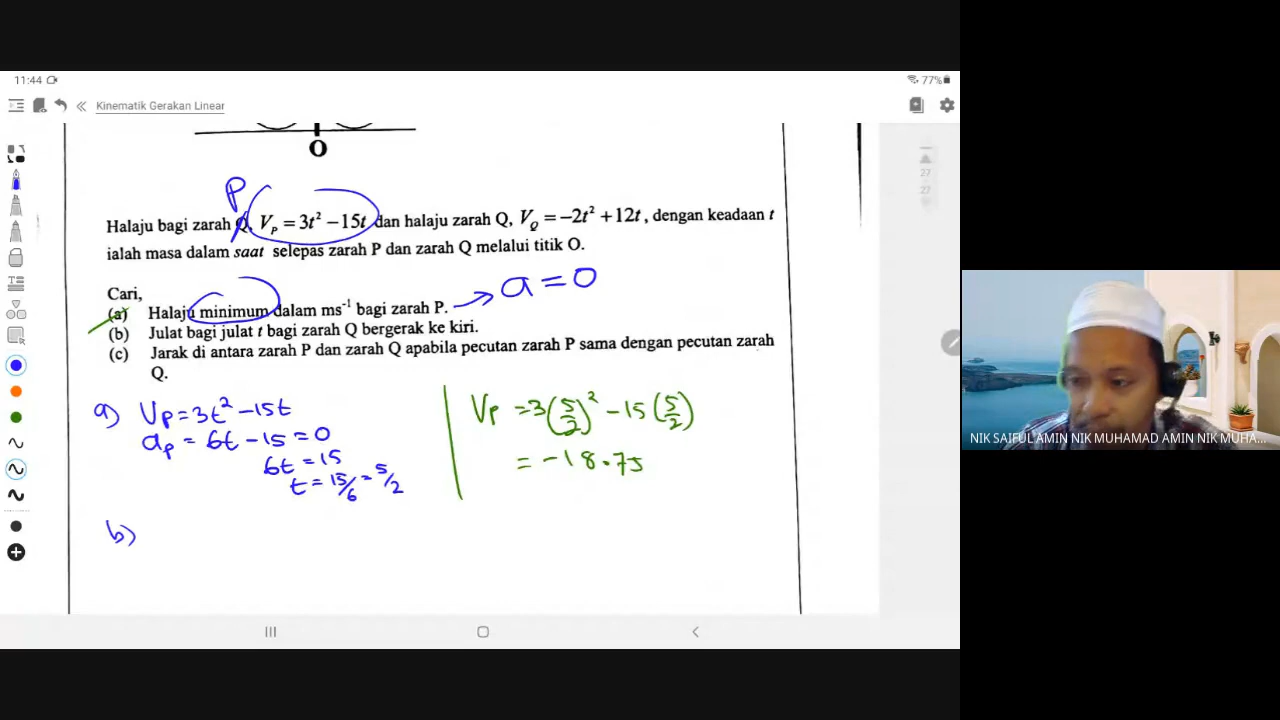 11:44
77%
Kinematik Gerakan Linear
O
P
Halaju bagi zarah Q, V_P = 3t² − 15t dan halaju zarah Q, V_Q = −2t² + 12t, dengan keadaan t
ialah masa dalam saat selepas zarah P dan zarah Q melalui titik O.
27
27
Cari,
(a) Halaju minimum dalam ms⁻¹ bagi zarah P. → a = 0
(b) Julat bagi julat t bagi zarah Q bergerak ke kiri.
(c) Jarak di antara zarah P dan zarah Q apabila pecutan zarah P sama dengan pecutan zarah
Q.
a) Vp = 3t² − 15t
ap = 6t − 15 = 0
6t = 15
t = 15/6 = 5/2
Vp = 3(5/2)² − 15(5/2)
= −18.75
b)
NIK SAIFUL AMIN NIK MUHAMAD AMIN NIK MUHA...